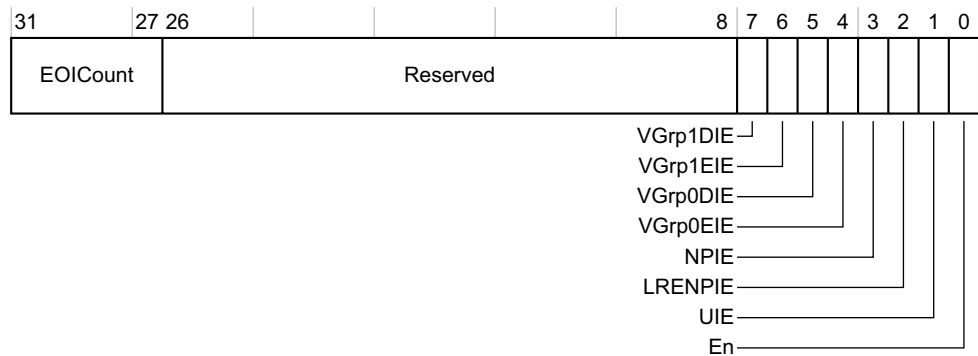 31 27 26 8 7 6 5 4 3 2 1 0
EOICount Reserved
VGrp1DIE
VGrp1EIE
VGrp0DIE
VGrp0EIE
NPIE
LRENPIE
UIE
En